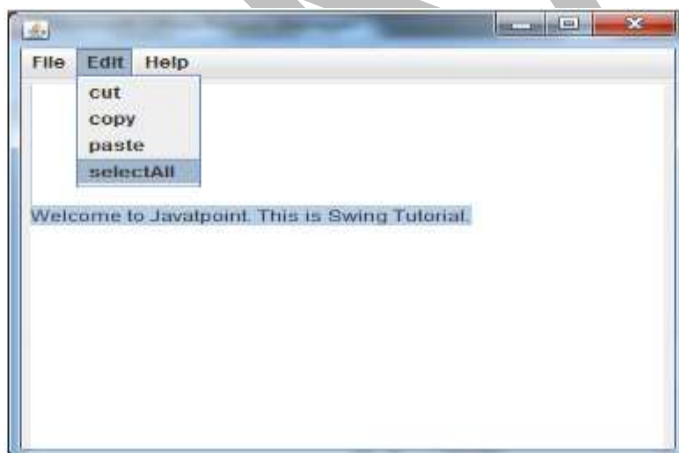 File Edit Help
cut
copy
paste
selectAll
Welcome to Javatpoint. This is Swing Tutorial.